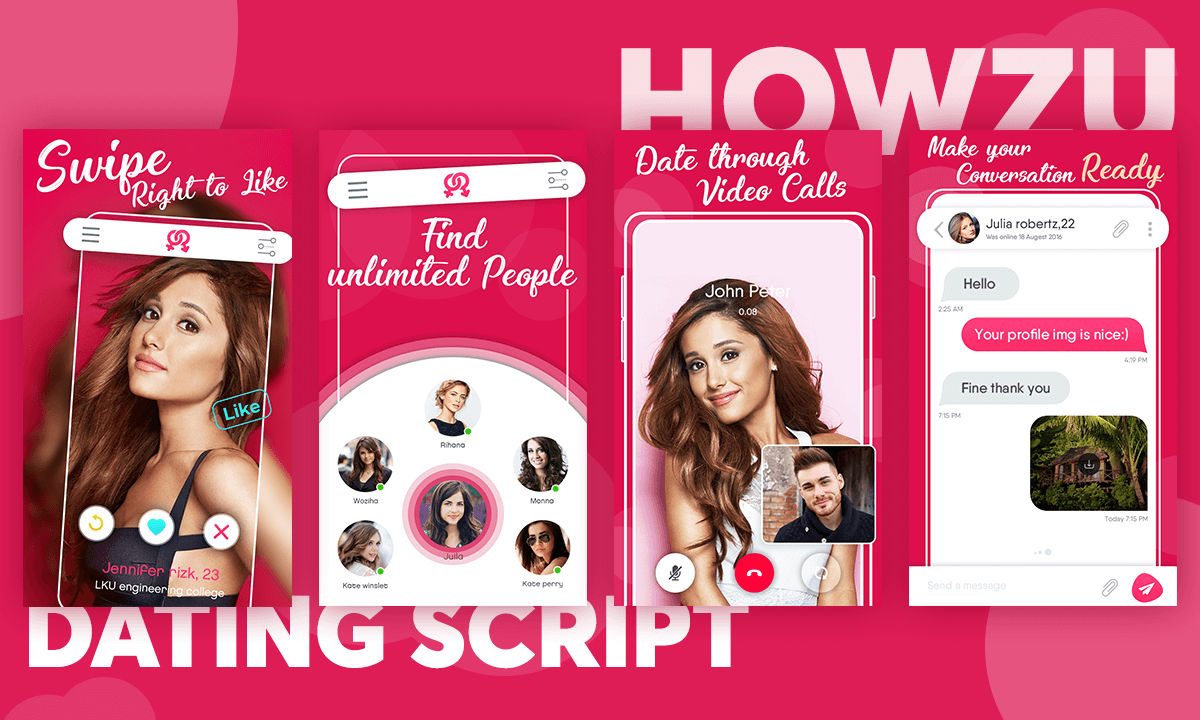 HOWZU
Swipe
Right to Like
Like
Jennifer rizk, 23
LKU engineering college
Find
unlimited People
Rihana
Woziha
Monna
Julia
Kate winslet
Kate perry
Date through
Video Calls
John Peter
0.08
Make your
Conversation Ready
Julia robertz,22
Was online 18 Augest 2016
Hello
2:25 AM
Your profile img is nice:)
4:19 PM
Fine thank you
7:15 PM
Today 7:15 PM
Send a message
DATING SCRIPT